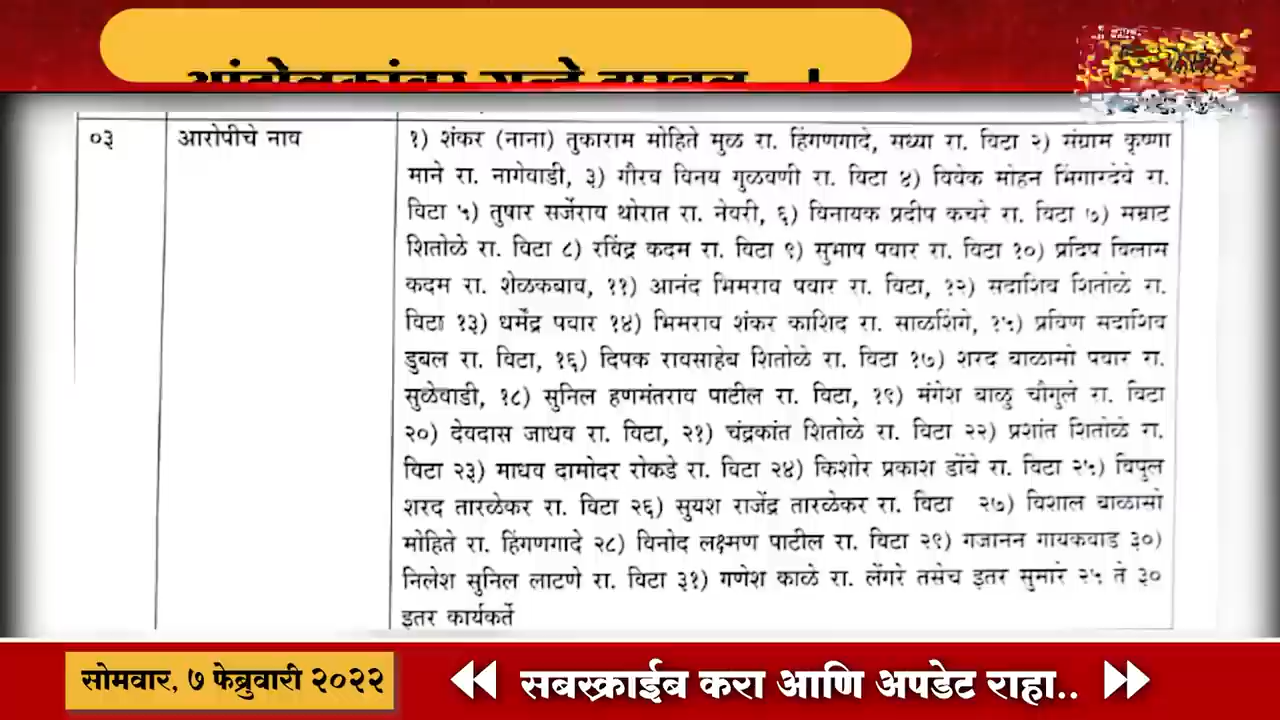 आंदोलकांवर गुन्हे दाखल....!
०३ आरोपीचे नाव १) शंकर (नाना) तुकाराम मोहिते मुळ रा. हिंगणगादे, सध्या रा. विटा २) संग्राम कृष्णा
माने रा. नागेवाडी, ३) गौरव विनय गुळवणी रा. विटा ४) विवेक मोहन भिंगारदेवे रा.
विटा ५) तुषार सर्जेराव थोरात रा. नेवरी, ६) विनायक प्रदीप कचरे रा. विटा ७) सम्राट
शितोळे रा. विटा ८) रविंद्र कदम रा. विटा ९) सुभाष पवार रा. विटा १०) प्रदिप विलास
कदम रा. शेळकबाव, ११) आनंद भिमराव पवार रा. विटा, १२) सदाशिव शितोळे रा.
विटा १३) धर्मेंद्र पवार १४) भिमराव शंकर काशिद रा. साळशिंगे, १५) प्रविण सदाशिव
डुबल रा. विटा, १६) दिपक रावसाहेब शितोळे रा. विटा १७) शरद बाळासो पवार रा.
सुळेवाडी, १८) सुनिल हणमंतराव पाटील रा. विटा, १९) मंगेश बाळु चौगुले रा. विटा
२०) देवदास जाधव रा. विटा, २१) चंद्रकांत शितोळे रा. विटा २२) प्रशांत शितोळे रा.
विटा २३) माधव दामोदर रोकडे रा. विटा २४) किशोर प्रकाश डोंबे रा. विटा २५) विपुल
शरद तारळेकर रा. विटा २६) सुयश राजेंद्र तारळेकर रा. विटा २७) विशाल बाळासो
मोहिते रा. हिंगणगादे २८) विनोद लक्ष्मण पाटील रा. विटा २९) गजानन गायकवाड ३०)
निलेश सुनिल लाटणे रा. विटा ३१) गणेश काळे रा. लेंगरे तसेच इतर सुमारे २५ ते ३०
इतर कार्यकर्ते
सोमवार, ७ फेब्रुवारी २०२२
सबस्क्राईब करा आणि अपडेट राहा..